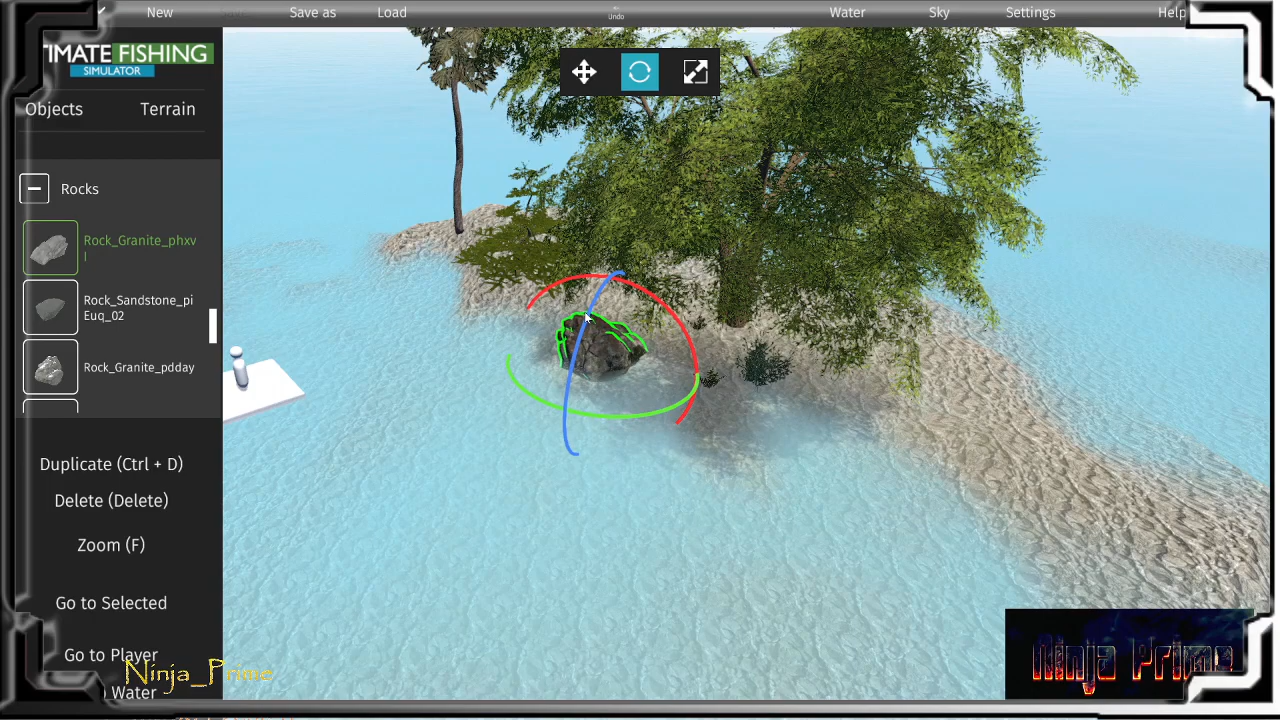 New
Save as
Load
Undo
Water
Sky
Settings
Help
TIMATE FISHING
SIMULATOR
Objects
Terrain
Rocks
Rock_Granite_phxv
l
Rock_Sandstone_pi
Euq_02
Rock_Granite_pdday
Duplicate (Ctrl + D)
Delete (Delete)
Zoom (F)
Go to Selected
Go to Player
Water
Ninja_Prime
Ninja Prime